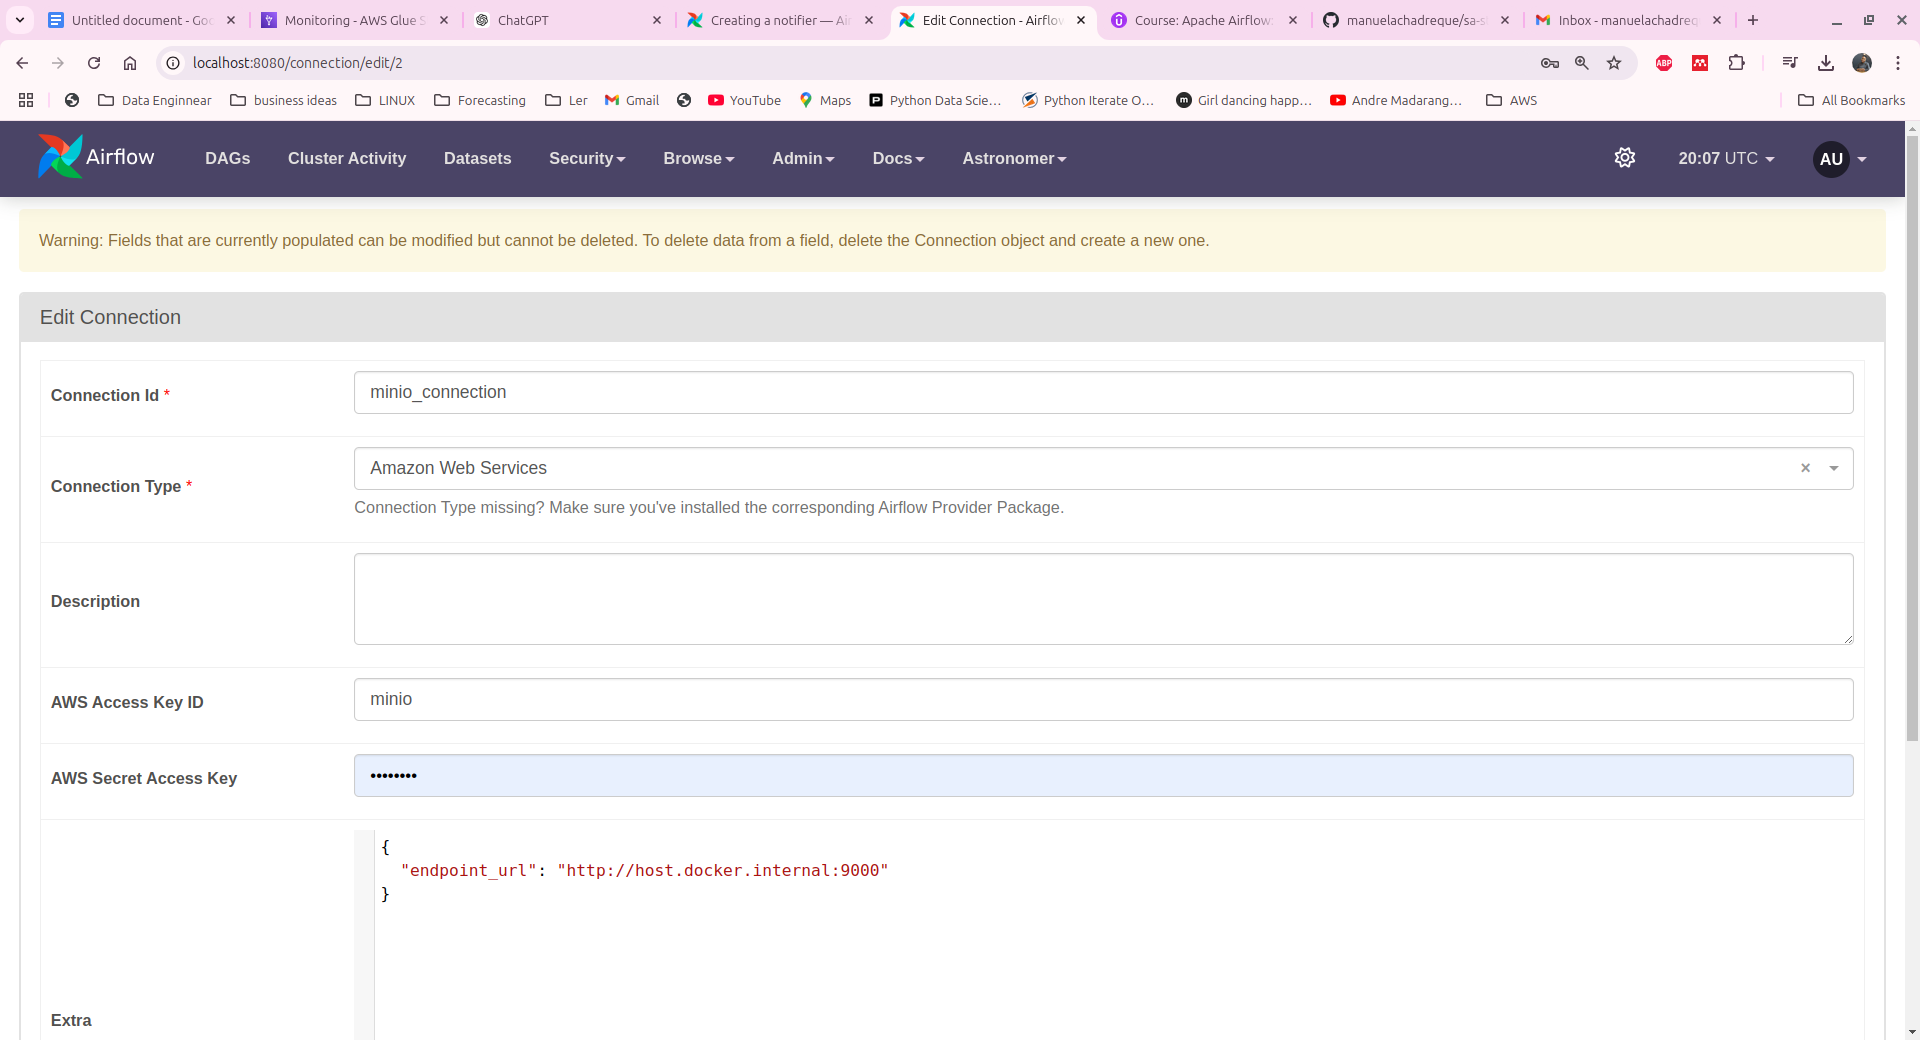 Untitled document - Goo
Monitoring - AWS Glue S
ChatGPT
Creating a notifier — Air
Edit Connection - Airflow
Course: Apache Airflow:
manuelachadreque/sa-s
Inbox - manuelachadreq
localhost:8080/connection/edit/2
ABP
Data Enginnear
business ideas
LINUX
Forecasting
Ler
Gmail
YouTube
Maps
Python Data Scie...
Python Iterate O...
Girl dancing happ...
Andre Madarang...
AWS
All Bookmarks
Airflow
DAGs
Cluster Activity
Datasets
Security
Browse
Admin
Docs
Astronomer
20:07 UTC
AU
Warning: Fields that are currently populated can be modified but cannot be deleted. To delete data from a field, delete the Connection object and create a new one.
Edit Connection
Connection Id *
minio_connection
Connection Type *
Amazon Web Services
Connection Type missing? Make sure you've installed the corresponding Airflow Provider Package.
Description
AWS Access Key ID
minio
AWS Secret Access Key
••••••••
Extra
{
"endpoint_url": "http://host.docker.internal:9000"
}